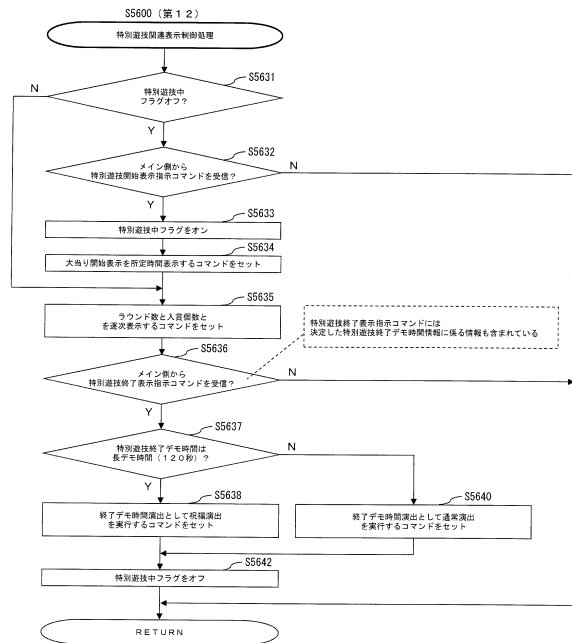 S5600（第１２）
特別遊技関連表示制御処理
S5631
特別遊技中
フラグオフ？
N
Y
S5632
メイン側から
特別遊技開始表示指示コマンドを受信？
N
Y
S5633
特別遊技中フラグをオン
S5634
大当り開始表示を所定時間表示するコマンドをセット
S5635
ラウンド数と入賞個数と
を逐次表示するコマンドをセット
特別遊技終了表示指示コマンドには
決定した特別遊技終了デモ時間情報に係る情報も含まれている
S5636
メイン側から
特別遊技終了表示指示コマンドを受信？
N
Y
S5637
特別遊技終了デモ時間は
長デモ時間（１２０秒）？
N
Y
S5638
終了デモ時間演出として祝福演出
を実行するコマンドをセット
S5640
終了デモ時間演出として通常演出
を実行するコマンドをセット
S5642
特別遊技中フラグをオフ
RETURN